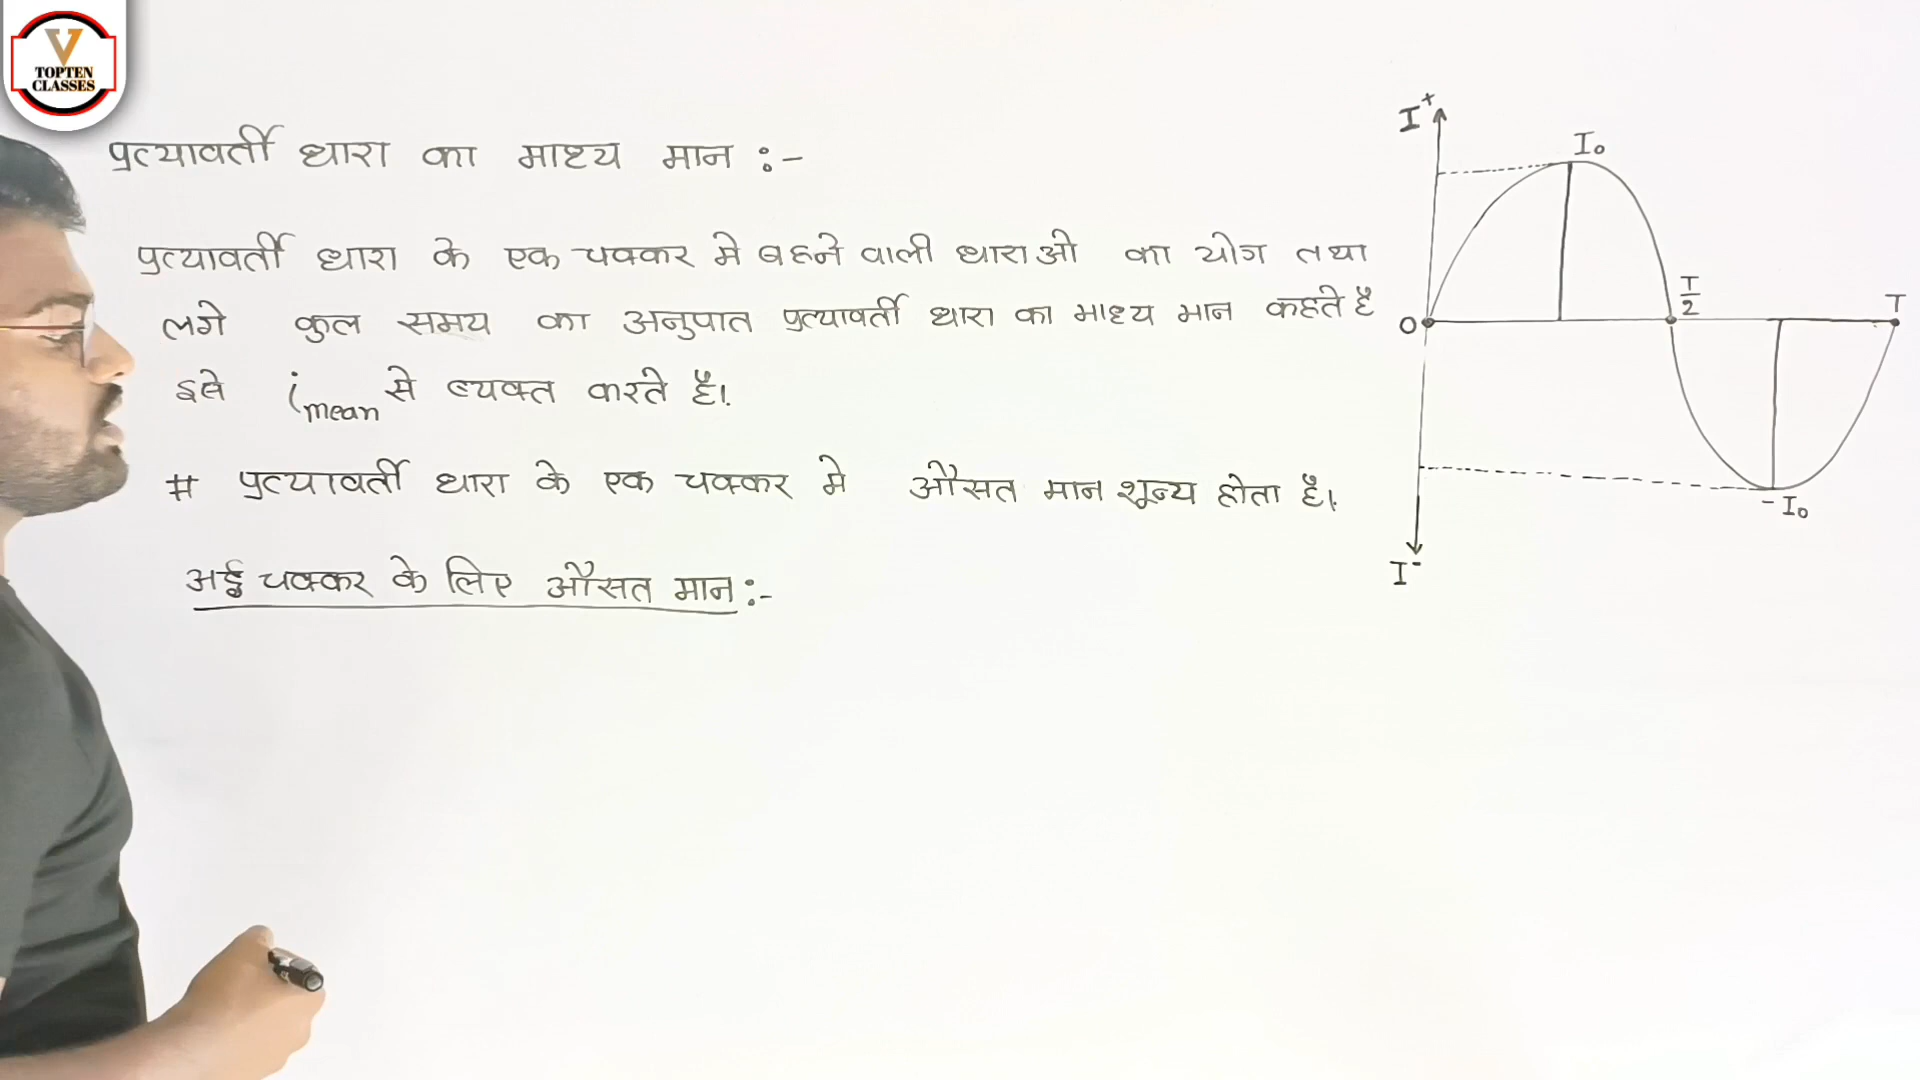 V
TOPTEN
CLASSES
प्रत्यावर्ती धारा का माध्य मान :-
प्रत्यावर्ती धारा के एक चक्कर मे बहने वाली धाराओ का योग तथा
लगे कुल समय का अनुपात प्रत्यावर्ती धारा का माध्य मान कहते है
इसे i mean से व्यक्त करते है।
# प्रत्यावर्ती धारा के एक चक्कर मे औसत मान शून्य होता है।
अर्द्ध चक्कर के लिए औसत मान :-
I⁺
I₀
T/2
T
O
-I₀
I⁻